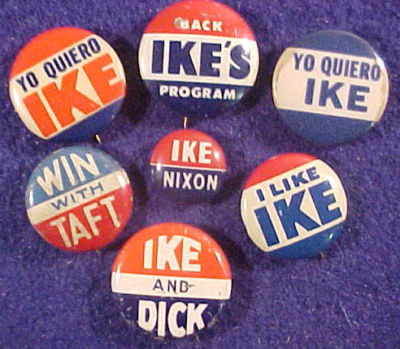 YO QUIERO
IKE
BACK
IKE'S
PROGRAM
YO QUIERO
IKE
WIN
WITH
TAFT
IKE
NIXON
I LIKE
IKE
IKE
AND
DICK